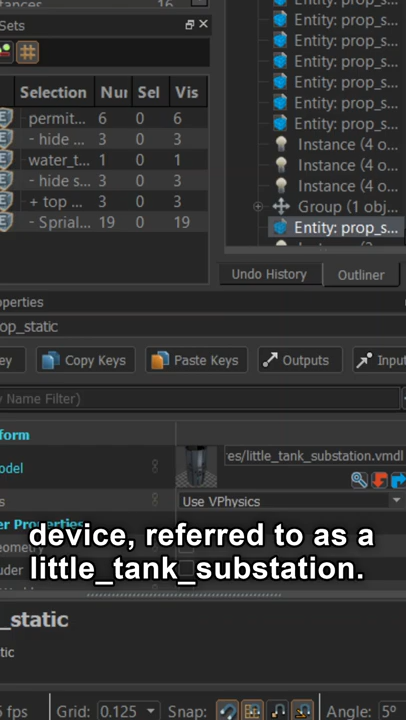 16
Sets
Selection Nur Sel Vis
permit... 6 0 6
- hide ... 3 0 3
water_t... 1 0 1
- hide s... 3 0 3
+ top ... 3 0 3
- Sprial... 19 0 19
Entity: prop_s...
Entity: prop_s...
Entity: prop_s...
Entity: prop_s...
Entity: prop_s...
Entity: prop_s...
Instance (4 o...
Instance (4 o...
Instance (4 o...
Group (1 obj...
Entity: prop_s...
Undo History Outliner
operties
op_static
ey Copy Keys Paste Keys Outputs Input
y Name Filter)
form
odel es/little_tank_substation.vmdl
s Use VPhysics
er Properties
device, referred to as a
little_tank_substation.
_static
tic
5 fps Grid: 0.125 Snap: Angle: 5°